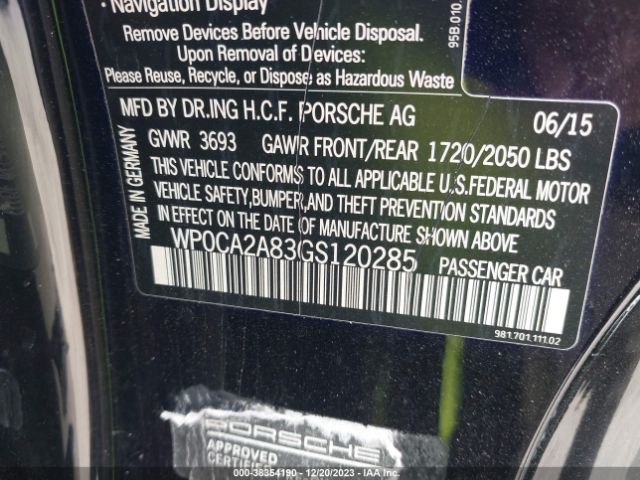 · Navigation Display
Remove Devices Before Vehicle Disposal.
Upon Removal of Devices:
Please Reuse, Recycle, or Dispose as Hazardous Waste
95B.010.
MFD BY DR.ING H.C.F. PORSCHE AG 06/15
GVWR 3693 GAWR FRONT/REAR 1720/2050 LBS
THIS VEHICLE CONFORMS TO ALL APPLICABLE U.S.FEDERAL MOTOR
VEHICLE SAFETY,BUMPER,AND THEFT PREVENTION STANDARDS
IN EFFECT ON THE DATE OF MANUFACTURE SHOWN ABOVE
MADE IN GERMANY
WP0CA2A83GS120285 PASSENGER CAR
981.701.111.02
PORSCHE
APPROVED
CERTIFIED
00-38354190 - 12/20/2023 - IAA Inc.